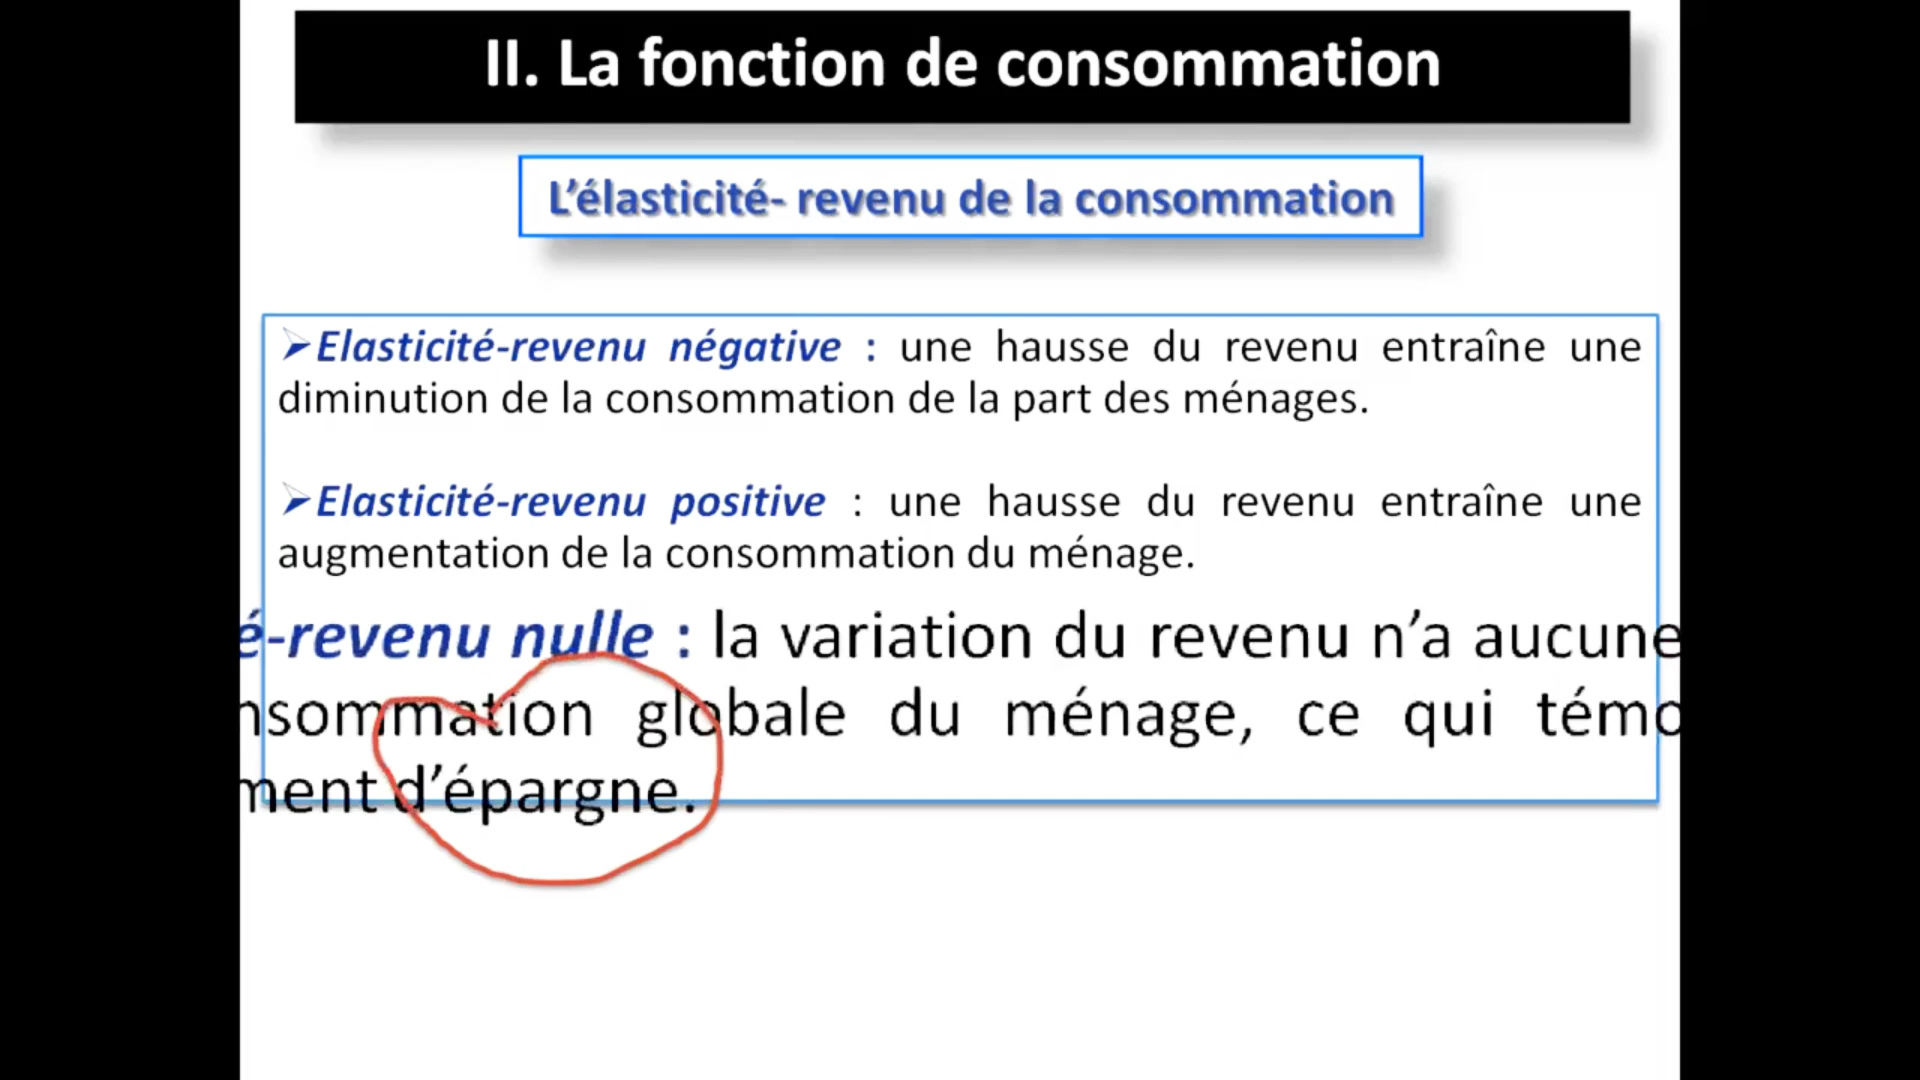 II. La fonction de consommation
L’élasticité- revenu de la consommation
➢Elasticité-revenu négative : une hausse du revenu entraîne une
diminution de la consommation de la part des ménages.
➢Elasticité-revenu positive : une hausse du revenu entraîne une
augmentation de la consommation du ménage.
é-revenu nulle : la variation du revenu n’a aucune
nsommation globale du ménage, ce qui témo
ment d’épargne.